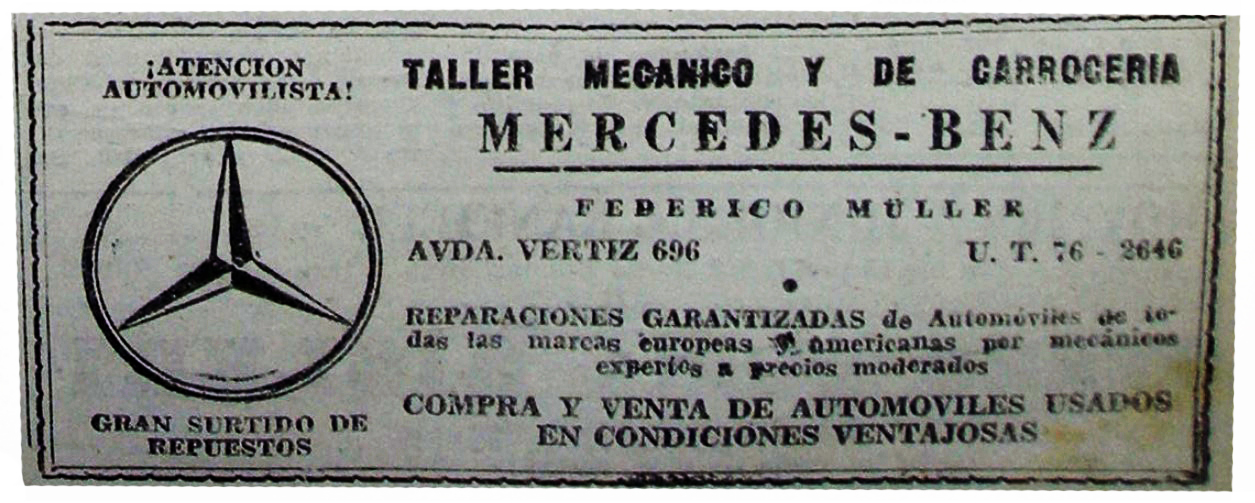 ¡ATENCION
AUTOMOVILISTA!
GRAN SURTIDO DE
REPUESTOS
TALLER MECANICO Y DE CARROCERIA
MERCEDES-BENZ
FEDERICO MÜLLER
AVDA. VERTIZ 696 U. T. 76 - 2646
REPARACIONES GARANTIZADAS de Automóviles de to-
das las marcas europeas y americanas por mecánicos
expertos a precios moderados
COMPRA Y VENTA DE AUTOMOVILES USADOS
EN CONDICIONES VENTAJOSAS